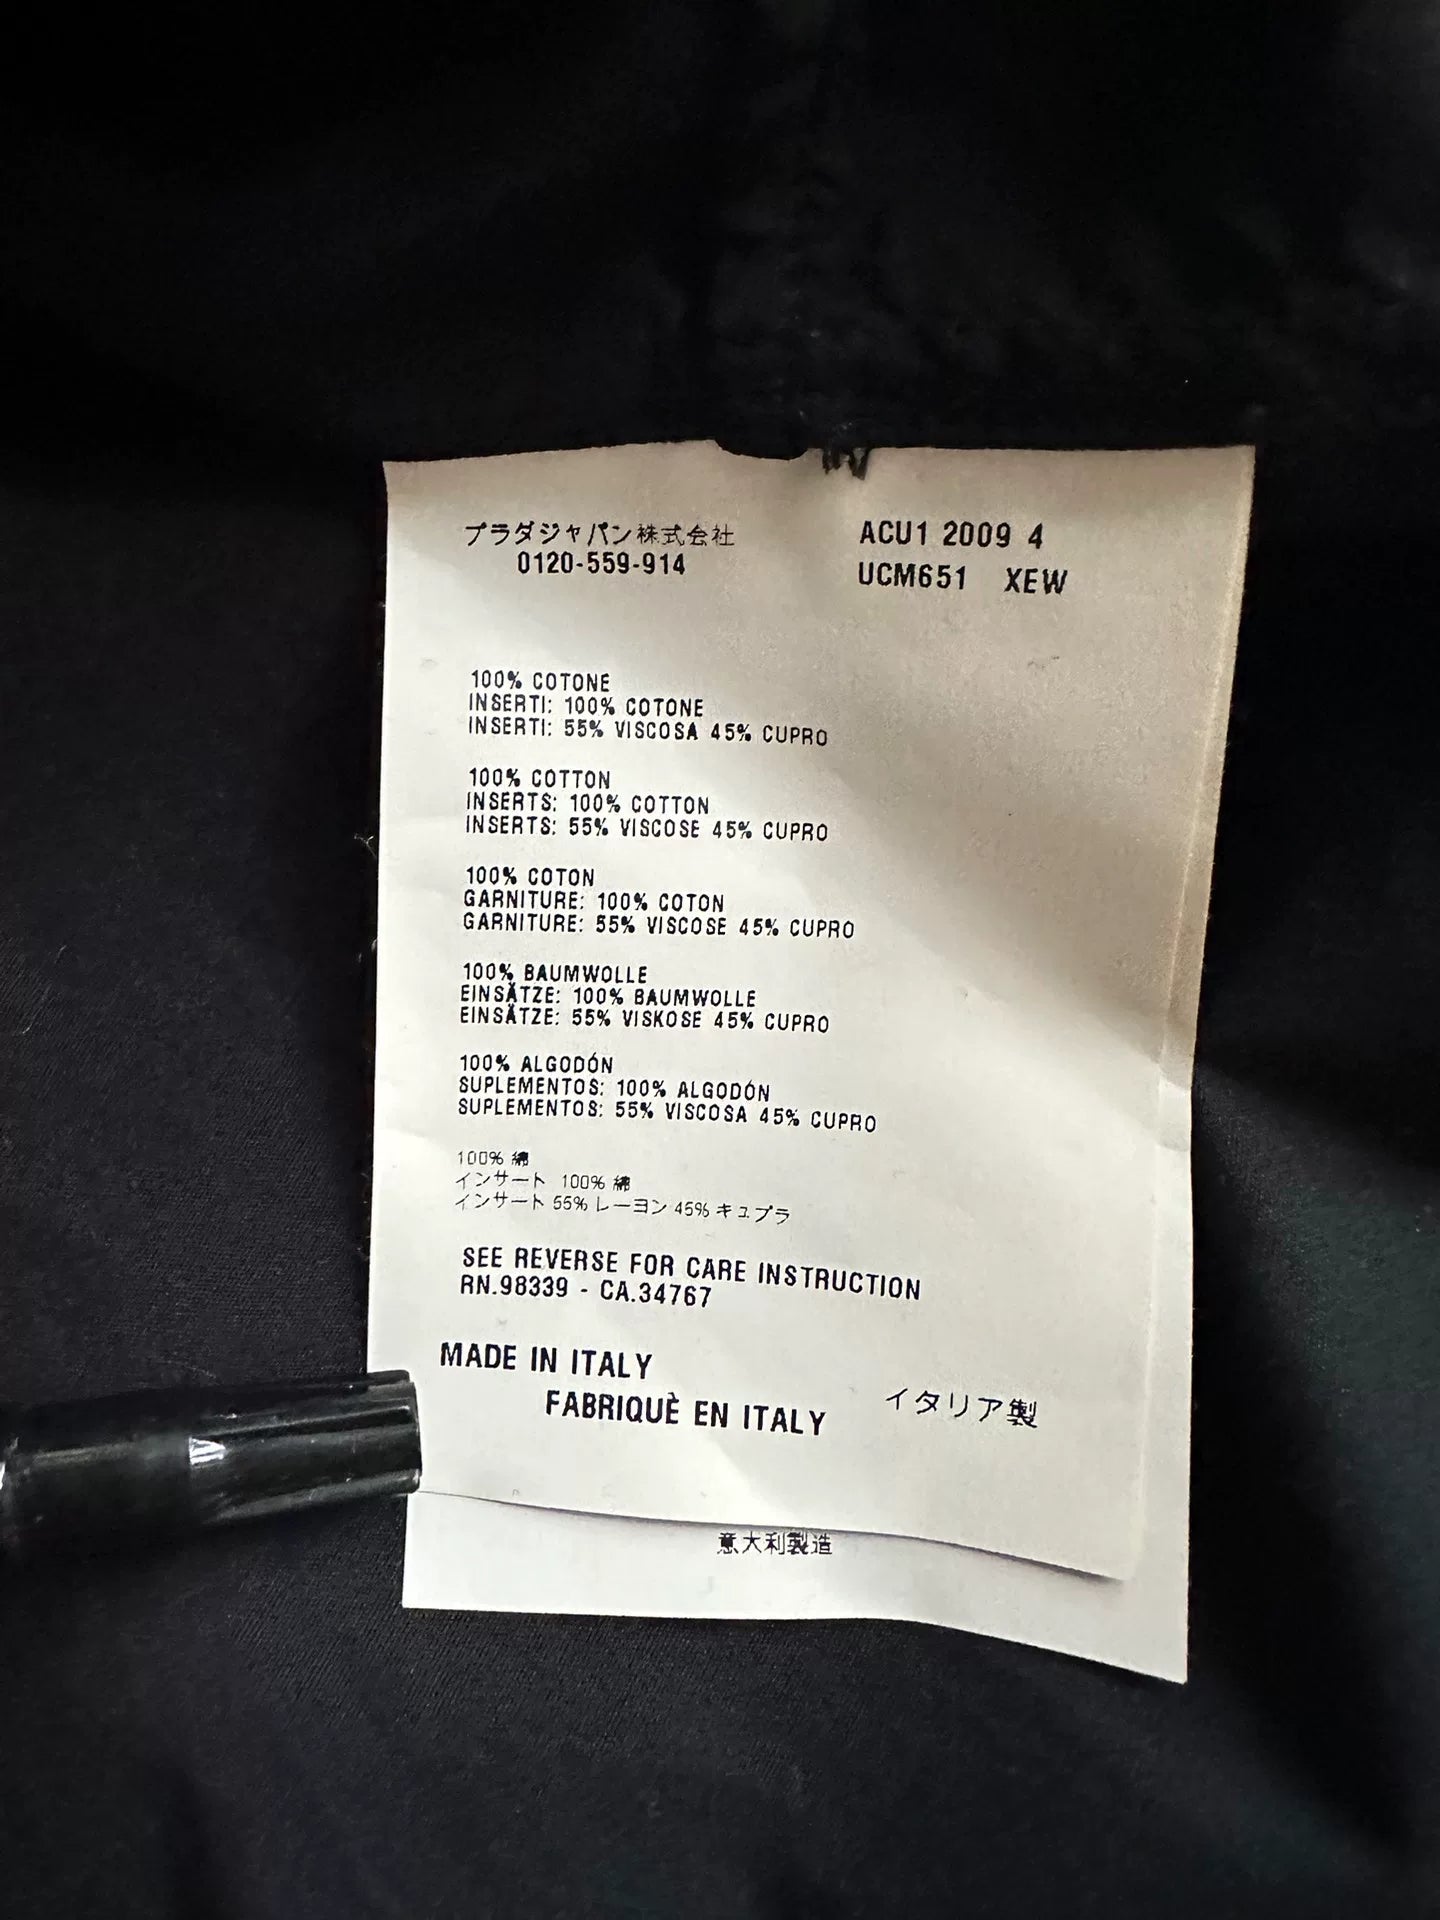 プラダジャパン株式会社
0120-559-914
ACU1 2009 4
UCM651 XEW
100% COTONE
INSERTI: 100% COTONE
INSERTI: 55% VISCOSA 45% CUPRO
100% COTTON
INSERTS: 100% COTTON
INSERTS: 55% VISCOSE 45% CUPRO
100% COTON
GARNITURE: 100% COTON
GARNITURE: 55% VISCOSE 45% CUPRO
100% BAUMWOLLE
EINSÄTZE: 100% BAUMWOLLE
EINSÄTZE: 55% VISKOSE 45% CUPRO
100% ALGODÓN
SUPLEMENTOS: 100% ALGODÓN
SUPLEMENTOS: 55% VISCOSA 45% CUPRO
100% 綿
インサート 100% 綿
インサート 55% レーヨン 45% キュプラ
SEE REVERSE FOR CARE INSTRUCTION
RN.98339 - CA.34767
MADE IN ITALY
FABRIQUÈ EN ITALY
イタリア製
意大利製造